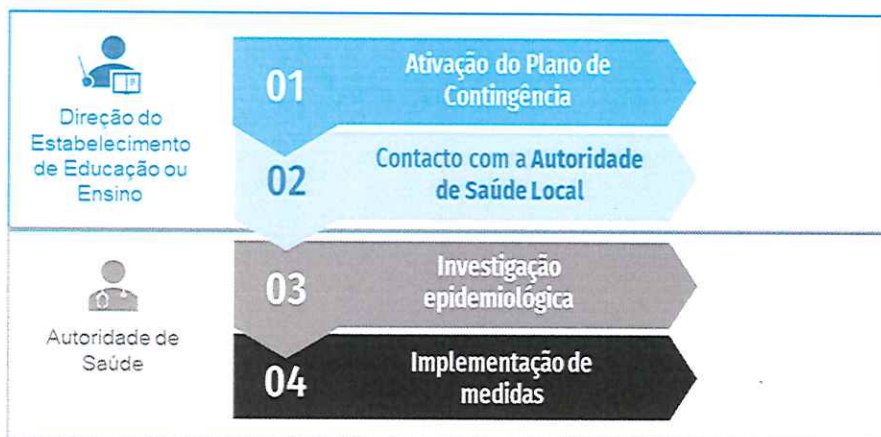 Direção do
Estabelecimento
de Educação ou
Ensino
01
Ativação do Plano de
Contingência
02
Contacto com a Autoridade
de Saúde Local
Autoridade de
Saúde
03
Investigação
epidemiológica
04
Implementação de
medidas